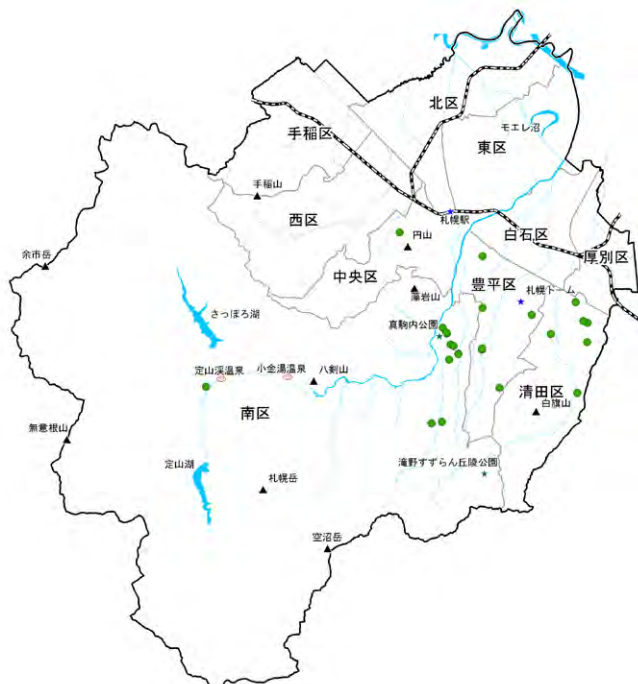 北区
モエレ沼
手稲区
東区
手稲山
札幌駅
西区
円山
白石区
厚別区
余市岳
中央区
豊平区
藻岩山
札幌ドーム
さっぽろ湖
真駒内公園
定山渓温泉
小金湯温泉
八剣山
清田区
白旗山
南区
無意根山
定山湖
滝野すずらん丘陵公園
札幌岳
空沼岳